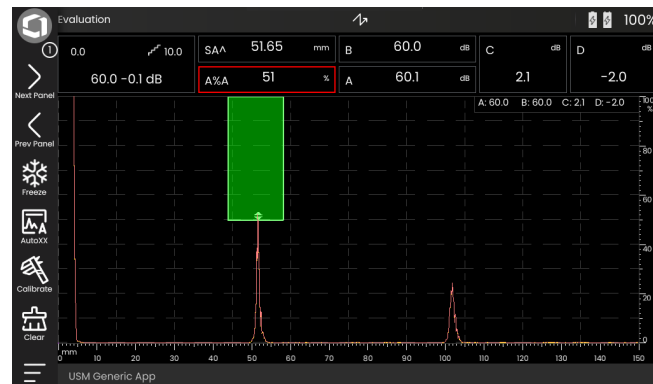 Evaluation
100%
1
0.0 10.0
60.0 -0.1 dB
SA^ 51.65 mm
A%A 51 %
B 60.0 dB
A 60.1 dB
C dB
2.1
D dB
-2.0
A: 60.0 B: 60.0 C: 2.1 D: -2.0
Next Panel
Prev Panel
Freeze
AutoXX
Calibrate
Clear
100
%
80
60
40
20
0
mm
0 10 20 30 40 50 60 70 80 90 100 110 120 130 140 150
USM Generic App